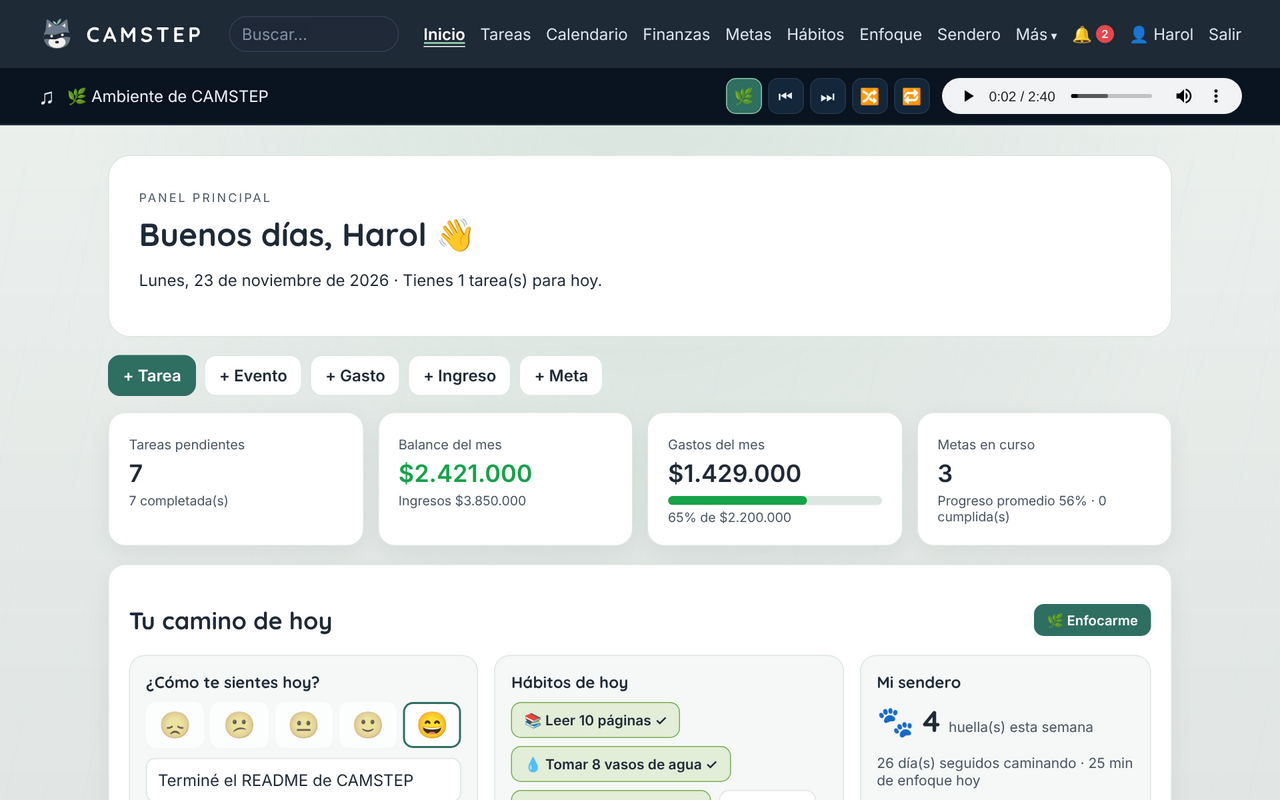 CAMSTEP Buscar... Inicio Tareas Calendario Finanzas Metas Hábitos Enfoque Sendero Más ▾ 🔔 2 👤 Harol Salir
♫ 🌿 Ambiente de CAMSTEP 0:02 / 2:40
PANEL PRINCIPAL
Buenos días, Harol 👋
Lunes, 23 de noviembre de 2026 · Tienes 1 tarea(s) para hoy.
+ Tarea + Evento + Gasto + Ingreso + Meta
Tareas pendientes
7
7 completada(s)
Balance del mes
$2.421.000
Ingresos $3.850.000
Gastos del mes
$1.429.000
65% de $2.200.000
Metas en curso
3
Progreso promedio 56% · 0
cumplida(s)
Tu camino de hoy
🌿 Enfocarme
¿Cómo te sientes hoy?
Terminé el README de CAMSTEP
Hábitos de hoy
📚 Leer 10 páginas ✓
💧 Tomar 8 vasos de agua ✓
Mi sendero
🐾 4 huella(s) esta semana
26 día(s) seguidos caminando · 25 min
de enfoque hoy